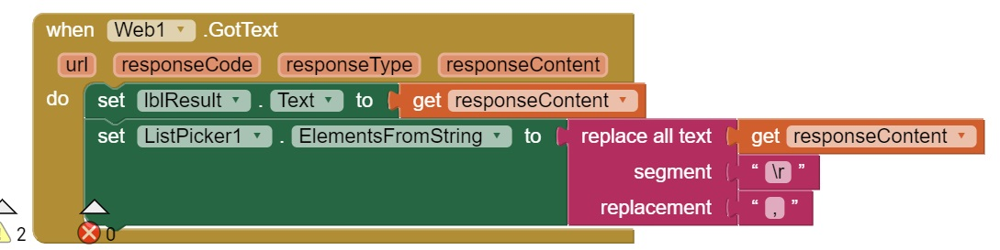 when Web1 .GotText
url responseCode responseType responseContent
do set lblResult . Text to get responseContent
set ListPicker1 . ElementsFromString to replace all text get responseContent
segment “ \r ”
replacement “ , ”
2 0